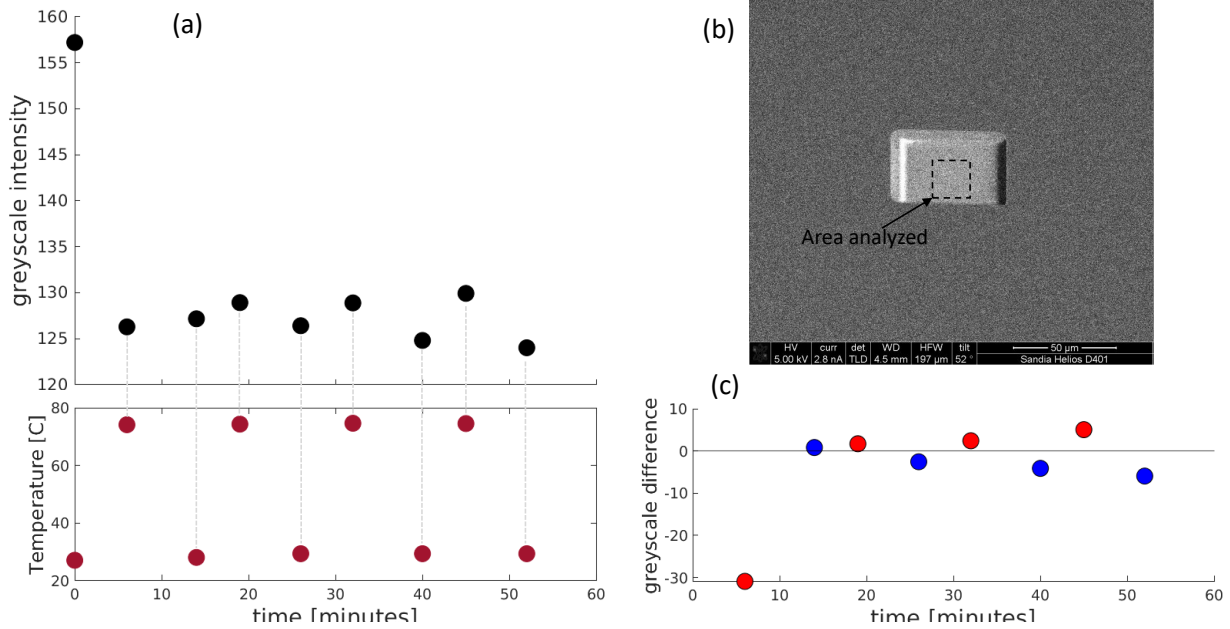 (a)
160
155
150
145
140
135
130
125
120
greyscale intensity
80
60
40
20
Temperature [C]
0
10
20
30
40
50
60
time [minutes]
(b)
Area analyzed
HV curr det WD HFW tilt 50 µm
5.00 kV 2.8 nA TLD 4.5 mm 197 µm 52 ° Sandia Helios D401
(c)
10
0
-10
-20
-30
greyscale difference
0
10
20
30
40
50
60
time [minutes]